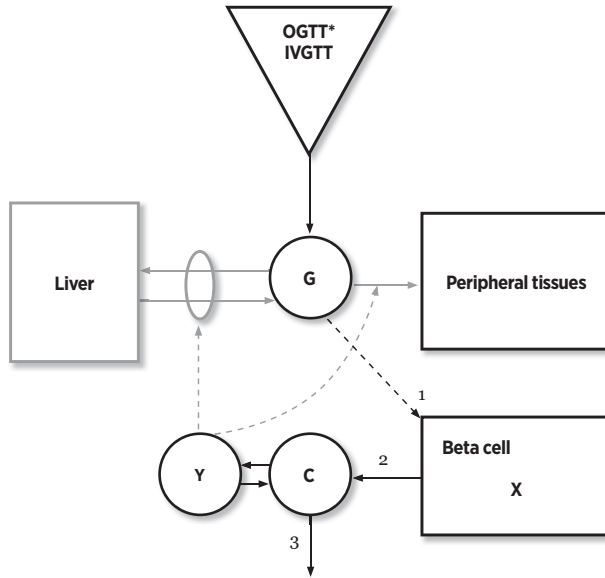 OGTT*
IVGTT
Liver
G
Peripheral tissues
1
Beta cell
X
2
Y
C
3